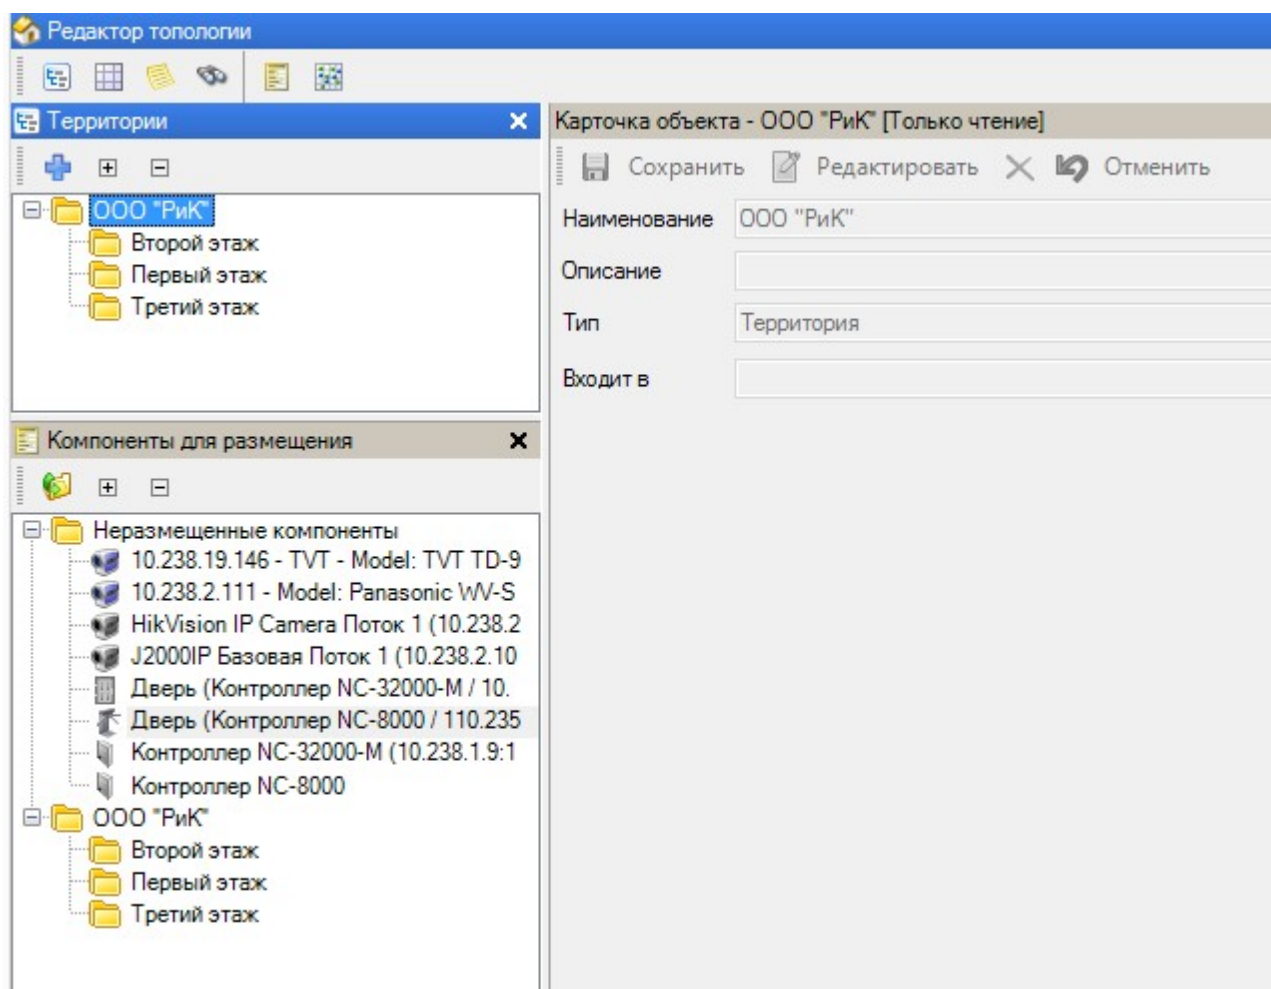 Редактор топологии
Территории
ООО "РиК"
Второй этаж
Первый этаж
Третий этаж
Компоненты для размещения
Неразмещенные компоненты
10.238.19.146 - TVT - Model: TVT TD-9
10.238.2.111 - Model: Panasonic WV-S
HikVision IP Camera Поток 1 (10.238.2
J2000IP Базовая Поток 1 (10.238.2.10
Дверь (Контроллер NC-32000-M / 10.
Дверь (Контроллер NC-8000 / 110.235
Контроллер NC-32000-M (10.238.1.9:1
Контроллер NC-8000
ООО "РиК"
Второй этаж
Первый этаж
Третий этаж
Карточка объекта - ООО "РиК" [Только чтение]
Сохранить Редактировать Отменить
Наименование ООО "РиК"
Описание
Тип Территория
Входит в